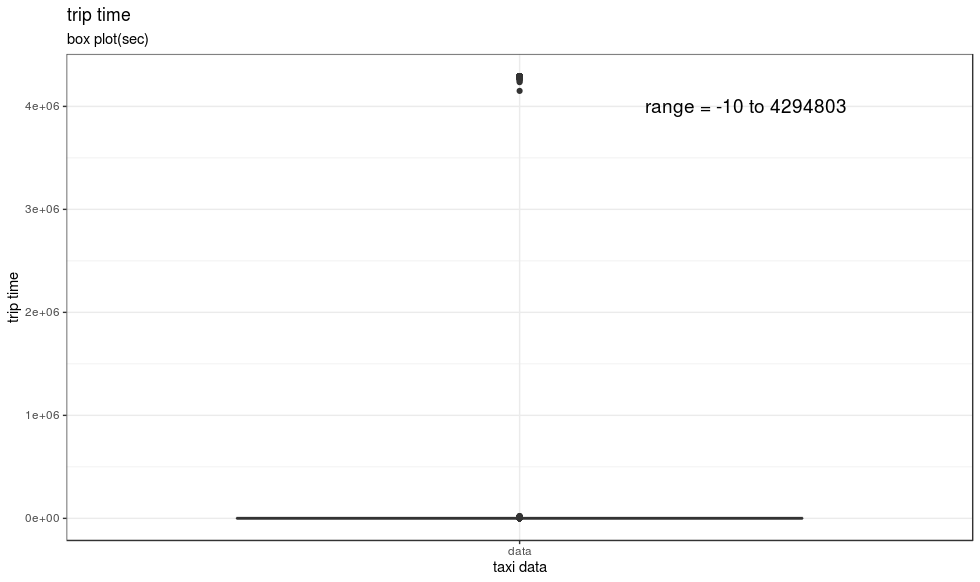 trip time
box plot(sec)
range = -10 to 4294803
4e+06
3e+06
2e+06
1e+06
0e+00
trip time
data
taxi data